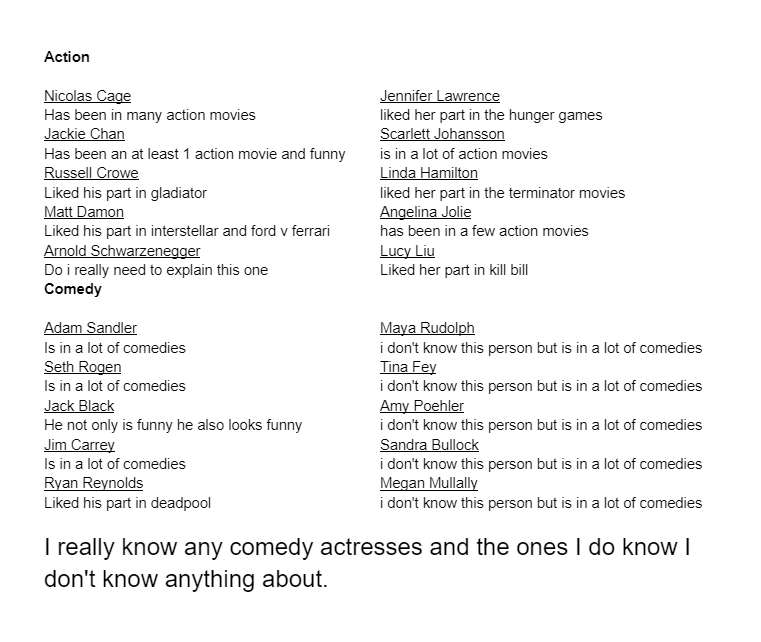 Action
Nicolas Cage
Has been in many action movies
Jackie Chan
Has been an at least 1 action movie and funny
Russell Crowe
Liked his part in gladiator
Matt Damon
Liked his part in interstellar and ford v ferrari
Arnold Schwarzenegger
Do i really need to explain this one
Jennifer Lawrence
liked her part in the hunger games
Scarlett Johansson
is in a lot of action movies
Linda Hamilton
liked her part in the terminator movies
Angelina Jolie
has been in a few action movies
Lucy Liu
Liked her part in kill bill
Comedy
Adam Sandler
Is in a lot of comedies
Seth Rogen
Is in a lot of comedies
Jack Black
He not only is funny he also looks funny
Jim Carrey
Is in a lot of comedies
Ryan Reynolds
Liked his part in deadpool
Maya Rudolph
i don't know this person but is in a lot of comedies
Tina Fey
i don't know this person but is in a lot of comedies
Amy Poehler
i don't know this person but is in a lot of comedies
Sandra Bullock
i don't know this person but is in a lot of comedies
Megan Mullally
i don't know this person but is in a lot of comedies
I really know any comedy actresses and the ones I do know I
don't know anything about.